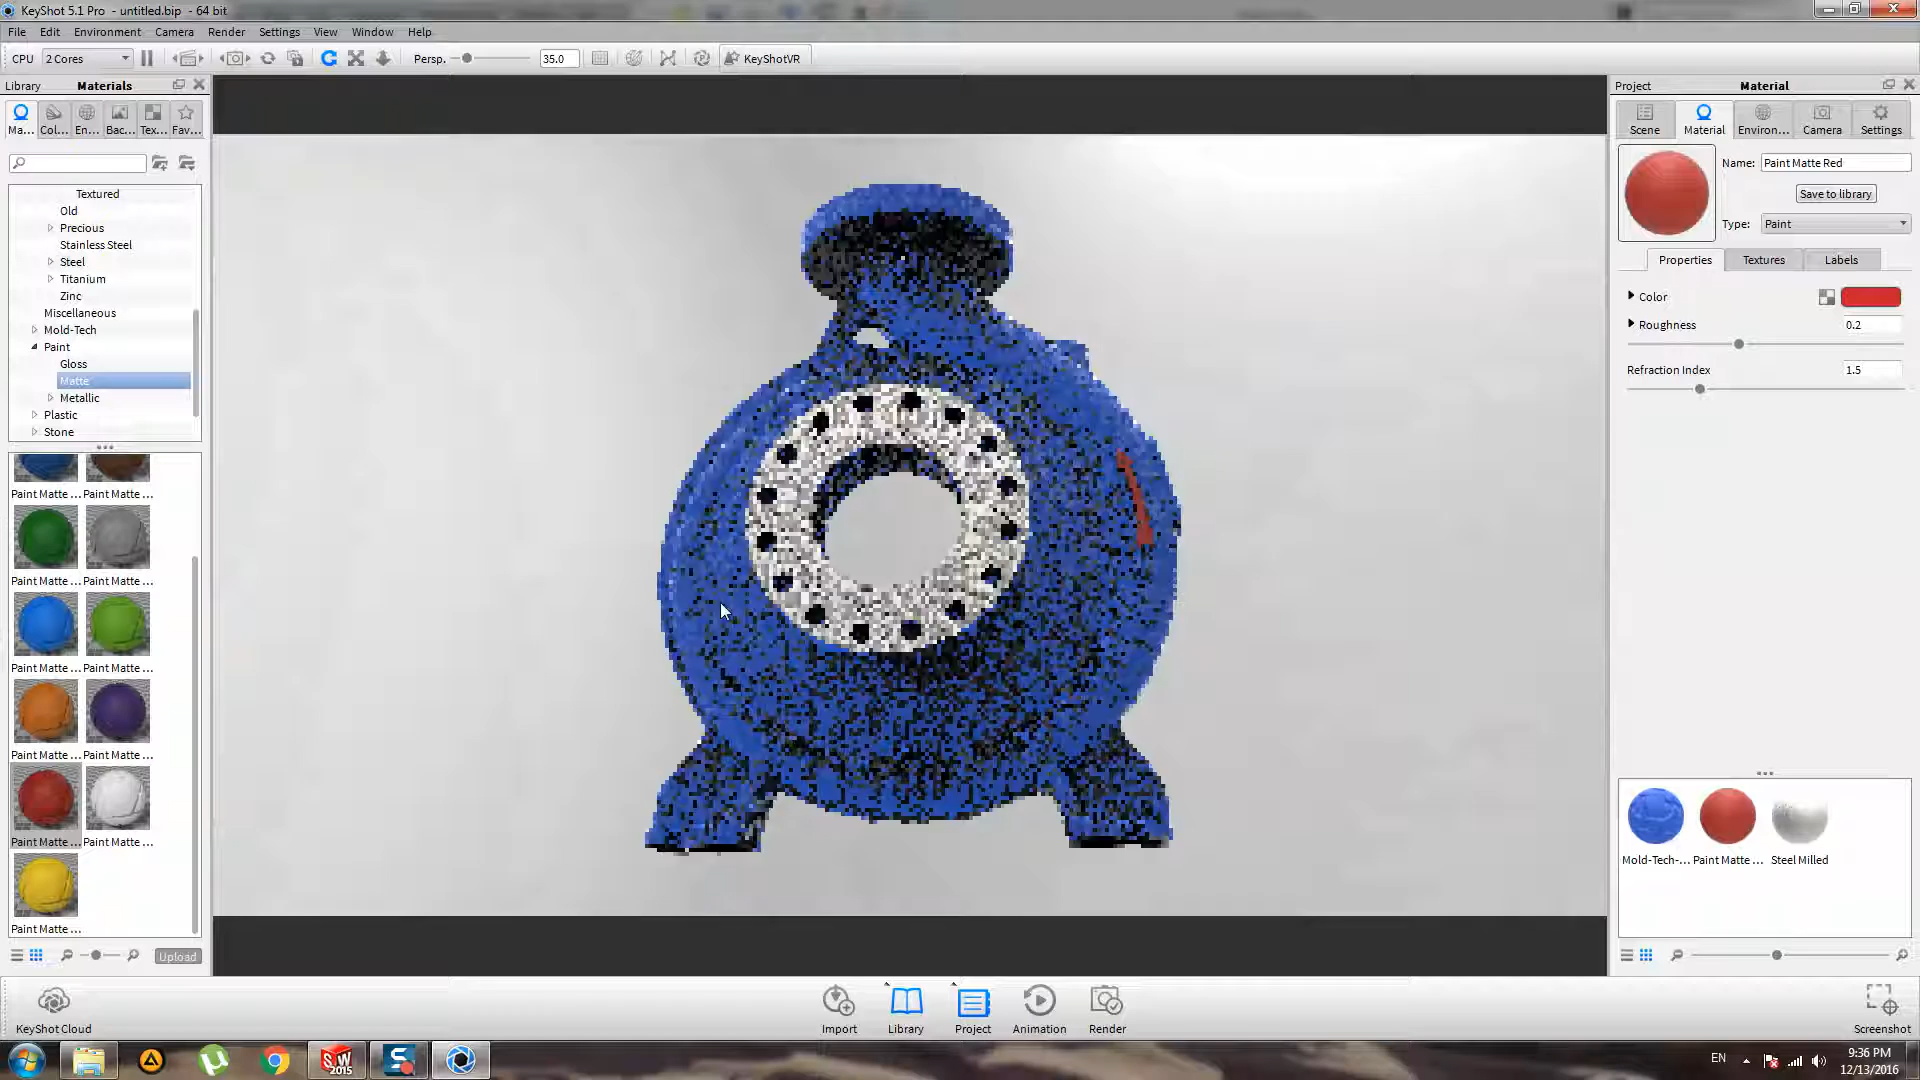 KeyShot 5.1 Pro - untitled.bip - 64 bit
File Edit Environment Camera Render Settings View Window Help
CPU 2 Cores Persp. 35.0 KeyShotVR
Library Materials
Ma... Col... En... Bac... Tex... Fav...
Textured
Old
Precious
Stainless Steel
Steel
Titanium
Zinc
Miscellaneous
Mold-Tech
Paint
Gloss
Matte
Metallic
Plastic
Stone
Paint Matte ... Paint Matte ...
Paint Matte ... Paint Matte ...
Paint Matte ... Paint Matte ...
Paint Matte ... Paint Matte ...
Paint Matte ... Paint Matte ...
Paint Matte ...
Upload
Project Material
Scene Material Environ... Camera Settings
Name: Paint Matte Red
Save to library
Type: Paint
Properties Textures Labels
Color
Roughness 0.2
Refraction Index 1.5
Mold-Tech-... Paint Matte ... Steel Milled
KeyShot Cloud Import Library Project Animation Render Screenshot
SW 2015
S
EN
9:36 PM
12/13/2016